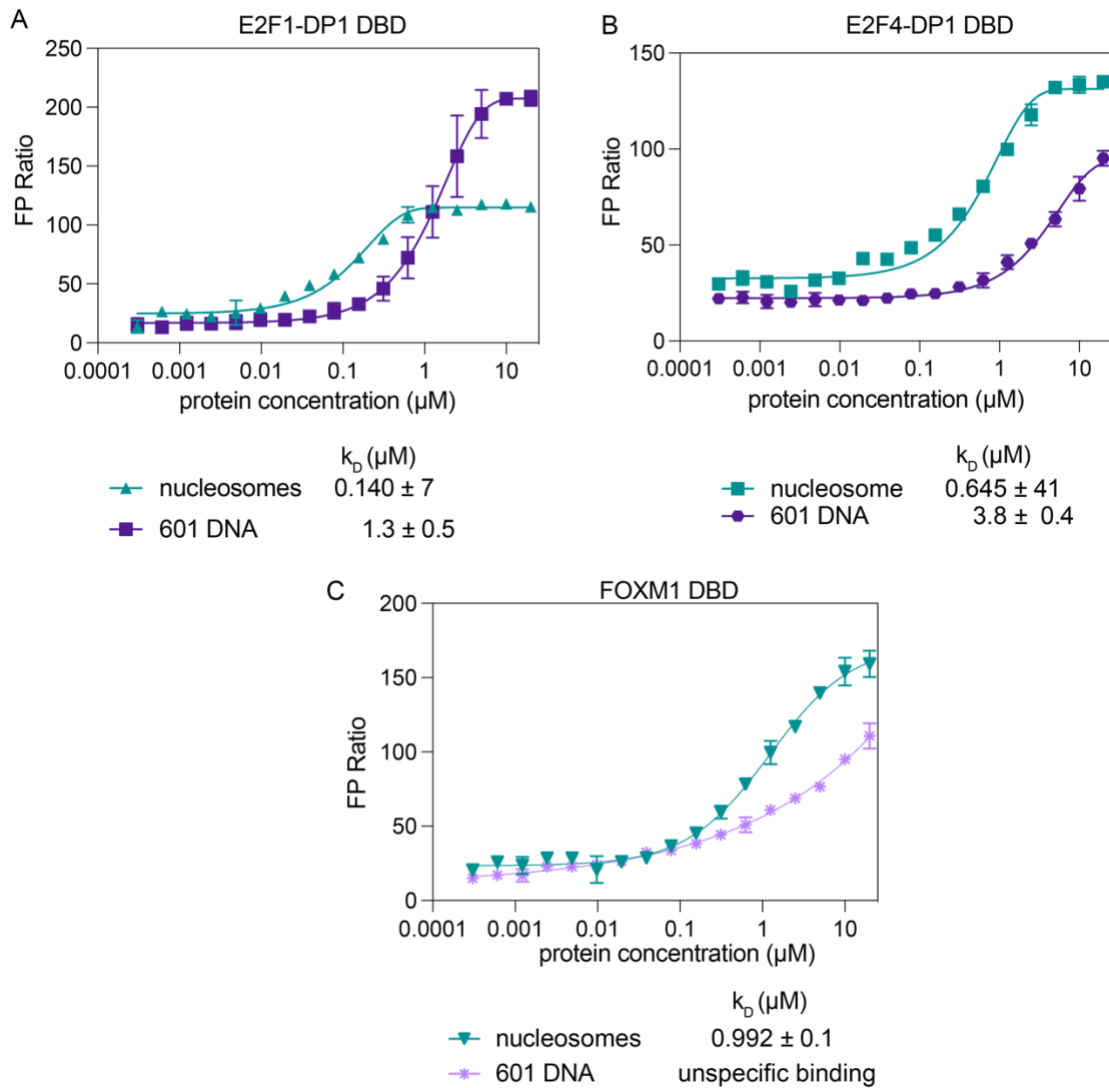 A
E2F1-DP1 DBD
250
200
150
100
50
0
FP Ratio
0.0001 0.001 0.01 0.1 1 10
protein concentration (µM)
k_D (µM)
nucleosomes 0.140 ± 7
601 DNA 1.3 ± 0.5
B
E2F4-DP1 DBD
150
100
50
0
FP Ratio
0.0001 0.001 0.01 0.1 1 10
protein concentration (µM)
k_D (µM)
nucleosome 0.645 ± 41
601 DNA 3.8 ± 0.4
C
FOXM1 DBD
200
150
100
50
0
FP Ratio
0.0001 0.001 0.01 0.1 1 10
protein concentration (µM)
k_D (µM)
nucleosomes 0.992 ± 0.1
601 DNA unspecific binding